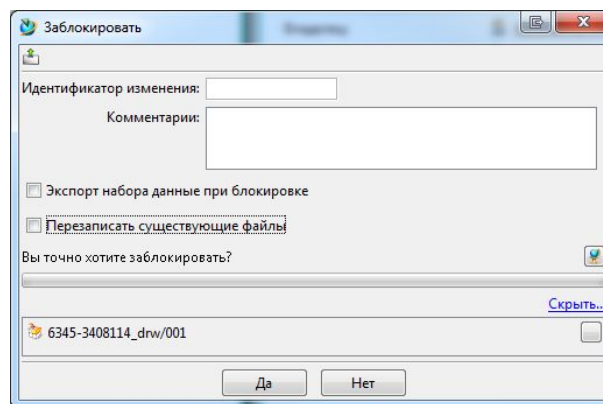 Заблокировать
Идентификатор изменения:
Комментарии:
Экспорт набора данные при блокировке
Перезаписать существующие файлы
Вы точно хотите заблокировать?
Скрыть..
6345-3408114_drw/001
Да Нет